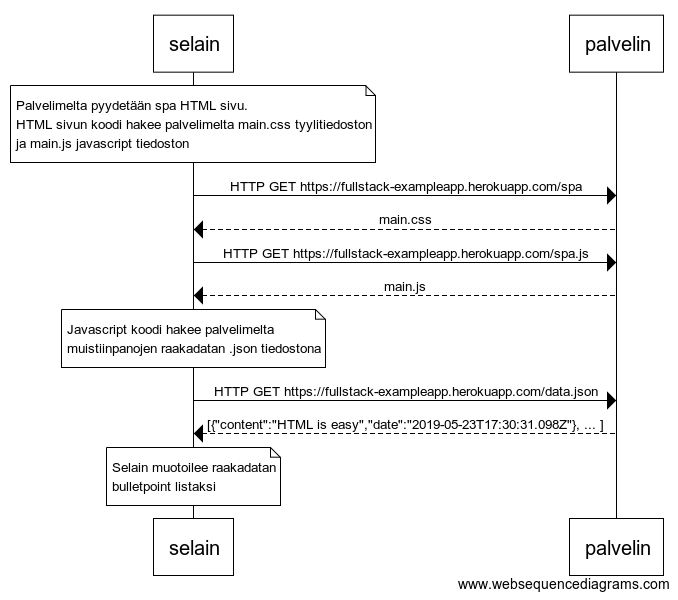 selain
palvelin
Palvelimelta pyydetään spa HTML sivu.
HTML sivun koodi hakee palvelimelta main.css tyylitiedoston
ja main.js javascript tiedoston
HTTP GET https://fullstack-exampleapp.herokuapp.com/spa
main.css
HTTP GET https://fullstack-exampleapp.herokuapp.com/spa.js
main.js
Javascript koodi hakee palvelimelta
muistiinpanojen raakadatan .json tiedostona
HTTP GET https://fullstack-exampleapp.herokuapp.com/data.json
[{"content":"HTML is easy","date":"2019-05-23T17:30:31.098Z"}, ... ]
Selain muotoilee raakadatan
bulletpoint listaksi
selain
palvelin
www.websequencediagrams.com